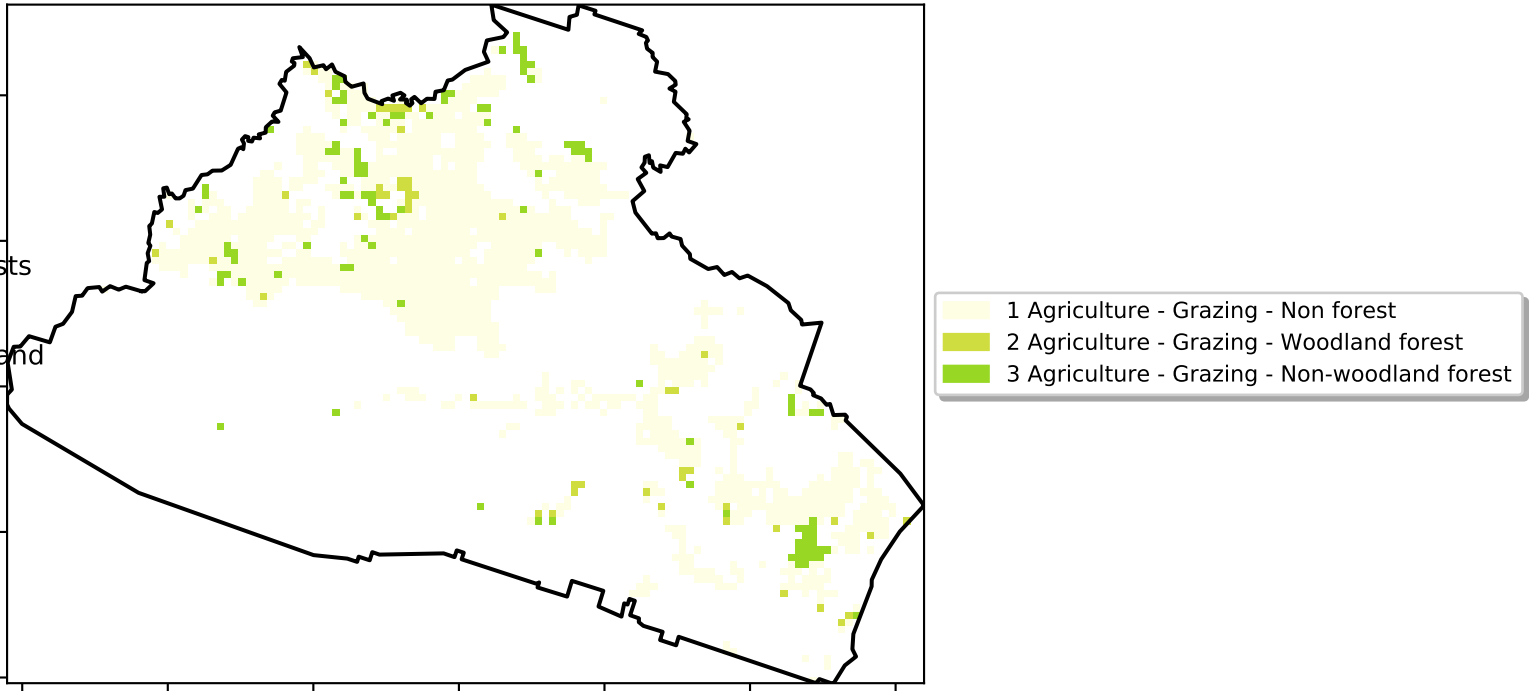 sts
and
1 Agriculture - Grazing - Non forest
2 Agriculture - Grazing - Woodland forest
3 Agriculture - Grazing - Non-woodland forest